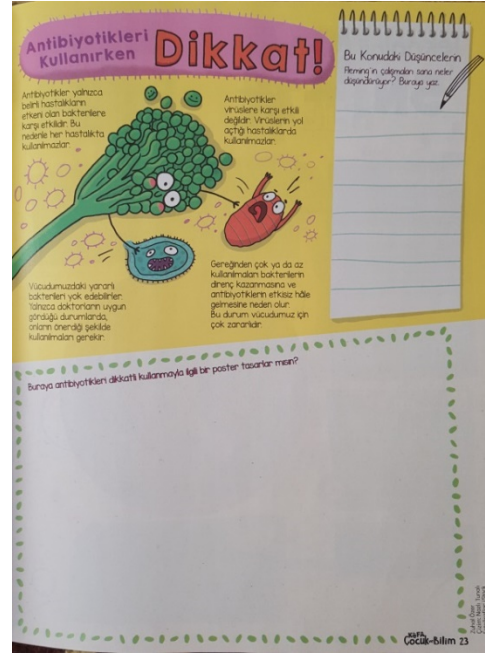 Antibiyotikleri
Kullanırken
Dikkat!
Antibiyotikler yalnızca
belirli hastalıkların
etkeni olan bakterilere
karşı etkilidir. Bu
nedenle her hastalıkta
kullanılmazlar.
Antibiyotikler
virüslere karşı etkili
değildir. Virüslerin yol
açtığı hastalıklarda
kullanılmazlar.
Vücudumuzdaki yararlı
bakterileri yok edebilirler.
Yalnızca doktorların uygun
gördüğü durumlarda,
onların önerdiği şekilde
kullanılmaları gerekir.
Gereğinden çok ya da az
kullanılmaları bakterilerin
direnç kazanmasına ve
antibiyotiklerin etkisiz hâle
gelmesine neden olur.
Bu durum vücudumuz için
çok zararlıdır.
Bu Konudaki Düşüncelerin
Fleming'in çalışmaları sana neler
düşündürüyor? Buraya yaz.
Buraya antibiyotikleri dikkatli kullanmayla ilgili bir poster tasarlar mısın?
Çocuk-Bilim 23